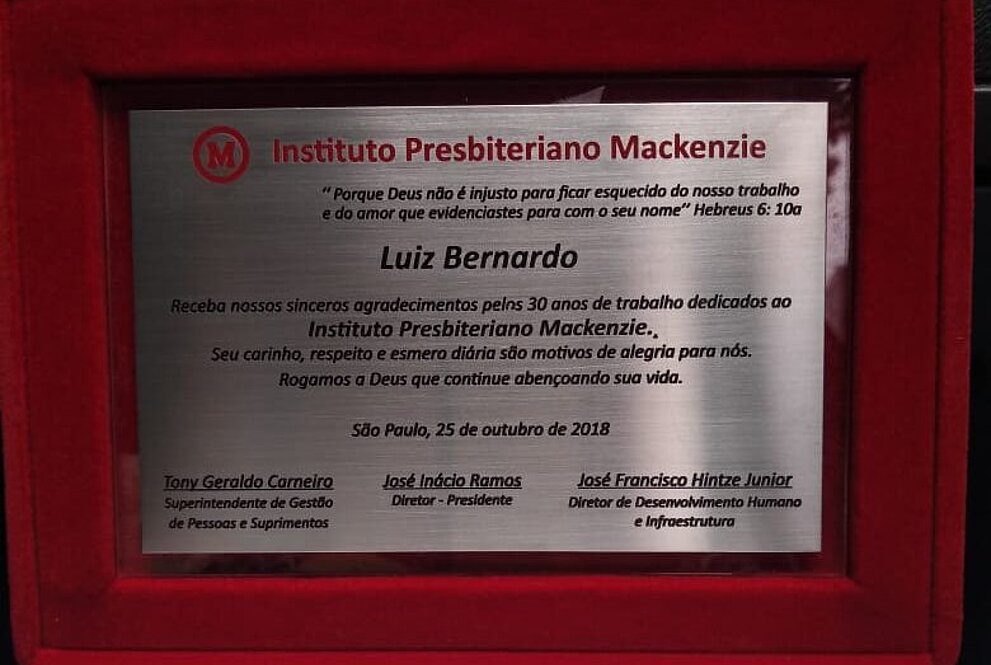 M Instituto Presbiteriano Mackenzie
“ Porque Deus não é injusto para ficar esquecido do nosso trabalho
e do amor que evidenciastes para com o seu nome” Hebreus 6: 10a
Luiz Bernardo
Receba nossos sinceros agradecimentos pelos 30 anos de trabalho dedicados ao
Instituto Presbiteriano Mackenzie..
Seu carinho, respeito e esmero diária são motivos de alegria para nós.
Rogamos a Deus que continue abençoando sua vida.
São Paulo, 25 de outubro de 2018
Tony Geraldo Carneiro José Inácio Ramos José Francisco Hintze Junior
Superintendente de Gestão Diretor - Presidente Diretor de Desenvolvimento Humano
de Pessoas e Suprimentos e Infraestrutura